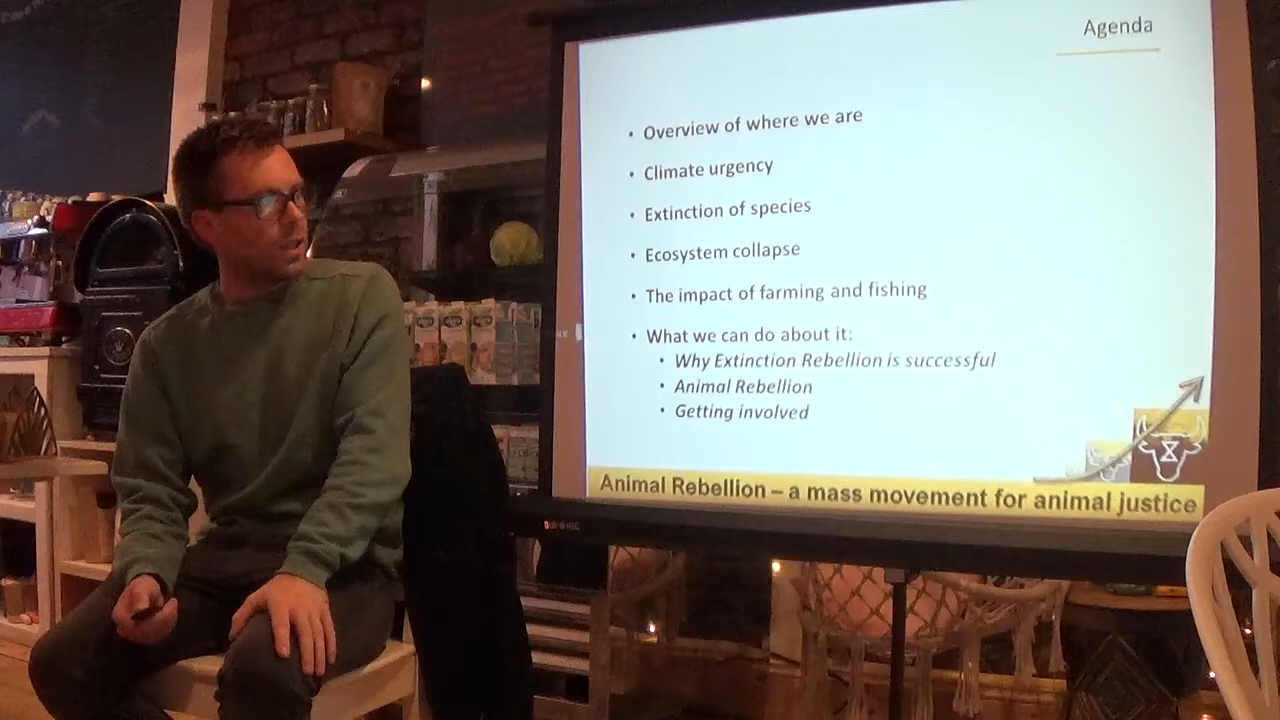 Agenda
• Overview of where we are
• Climate urgency
• Extinction of species
• Ecosystem collapse
• The impact of farming and fishing
• What we can do about it:
• Why Extinction Rebellion is successful
• Animal Rebellion
• Getting involved
Animal Rebellion – a mass movement for animal justice